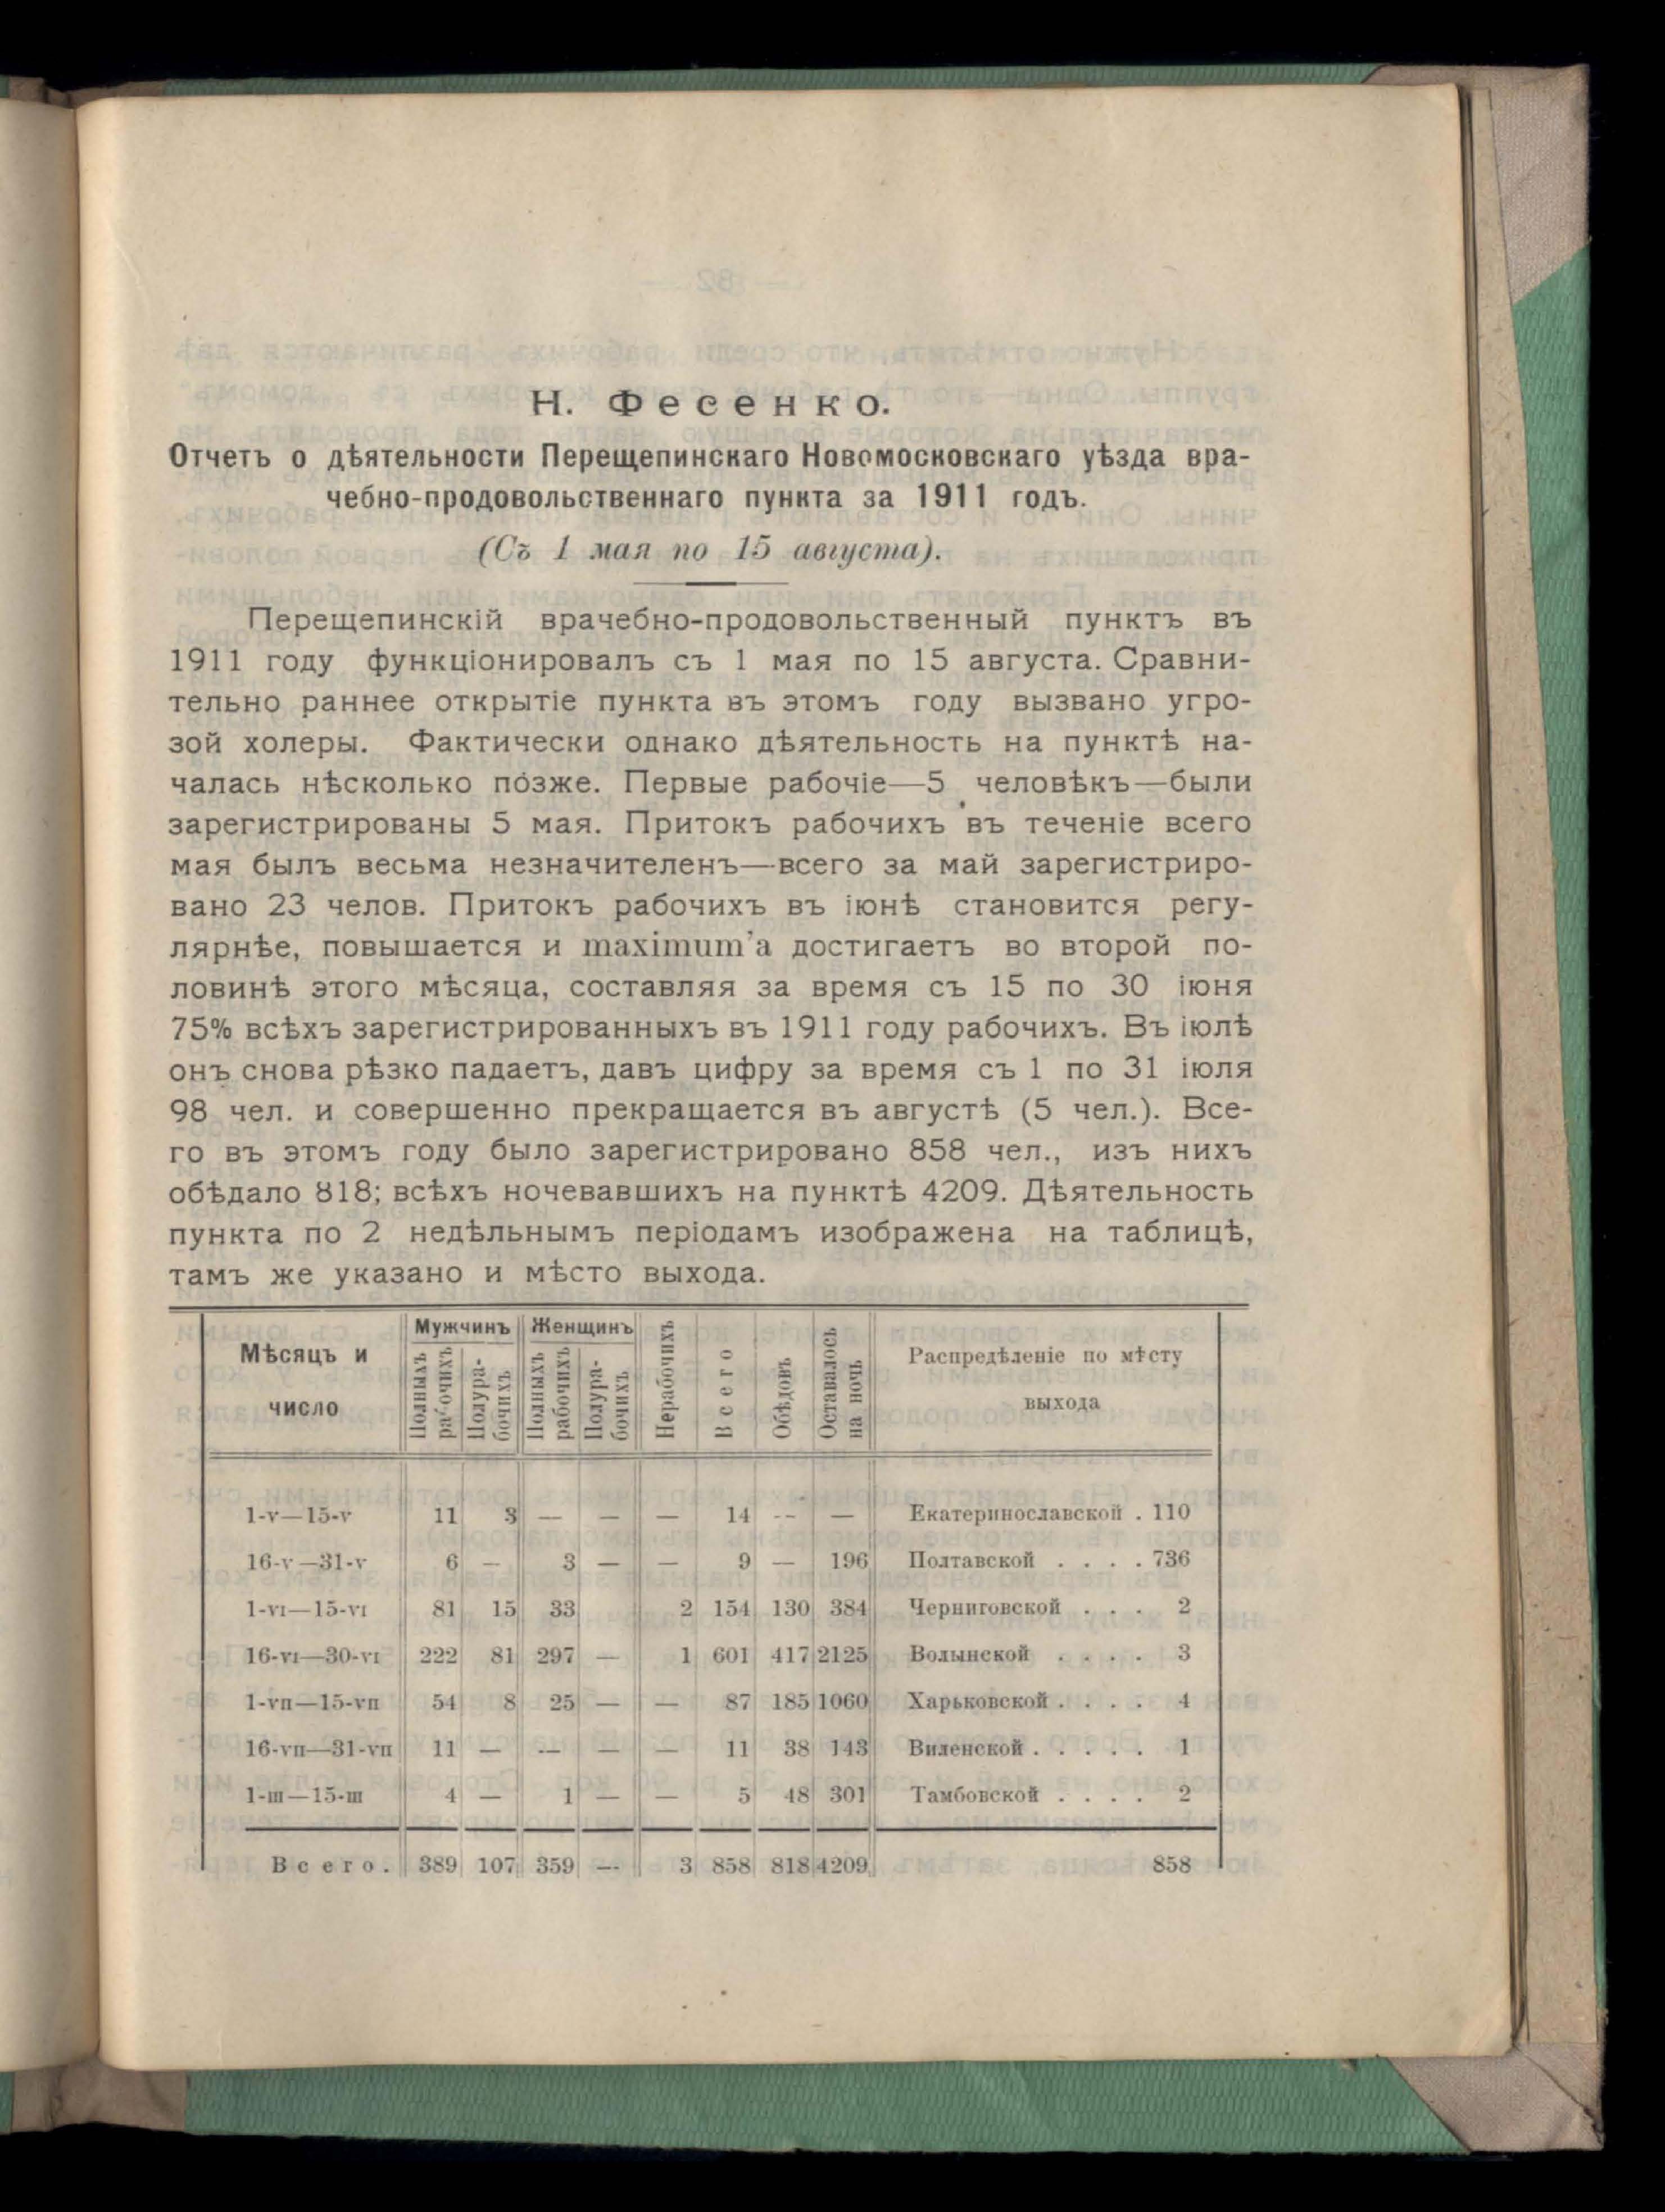 Н. Фесенко.
Отчетъ о дѣятельности Перещепинскаго Новомосковскаго уѣзда вра-
чебно-продовольственнаго пункта за 1911 годъ.
(Съ 1 мая по 15 августа).
Перещепинскій врачебно-продовольственный пунктъ въ
1911 году функціонировалъ съ 1 мая по 15 августа. Сравни-
тельно раннее открытіе пункта въ этомъ году вызвано угро-
зой холеры. Фактически однако дѣятельность на пунктѣ на-
чалась нѣсколько позже. Первые рабочіе—5 человѣкъ—были
зарегистрированы 5 мая. Притокъ рабочихъ въ теченіе всего
мая былъ весьма незначителенъ—всего за май зарегистриро-
вано 23 челов. Притокъ рабочихъ въ іюнѣ становится регу-
лярнѣе, повышается и maximum'а достигаетъ во второй по-
ловинѣ этого мѣсяца, составляя за время съ 15 по 30 іюня
75% всѣхъ зарегистрированныхъ въ 1911 году рабочихъ. Въ іюлѣ
онъ снова рѣзко падаетъ, давъ цифру за время съ 1 по 31 іюля
98 чел. и совершенно прекращается въ августѣ (5 чел.). Все-
го въ этомъ году было зарегистрировано 858 чел., изъ нихъ
обѣдало 818; всѣхъ ночевавшихъ на пунктѣ 4209. Дѣятельность
пункта по 2 недѣльнымъ періодамъ изображена на таблицѣ,
тамъ же указано и мѣсто выхода.
Мѣсяцъ и число
Мужчинъ
Полныхъ рабочихъ
Полура-бочихъ
Женщинъ
Полныхъ рабочихъ
Полура-бочихъ
Нерабочихъ
Всего
Обѣдовъ
Оставалось на ночь
Распредѣленіе по мѣсту выхода
1-v—15-v 11 3 — — — 14 -- — Екатеринославской . 110
16-v—31-v 6 — 3 — — 9 — 196 Полтавской . . . . 736
1-vi—15-vi 81 15 33 2 154 130 384 Черниговской . . . 2
16-vi—30-vi 222 81 297 — 1 601 417 2125 Волынской . . . . 3
1-vii—15-vii 54 8 25 — — 87 185 1060 Харьковской . . . . 4
16-vii—31-vii 11 — — — — 11 38 143 Виленской . . . . . 1
1-iii—15-iii 4 — 1 — — 5 48 301 Тамбовской . . . . 2
Всего. 389 107 359 — 3 858 818 4209 858